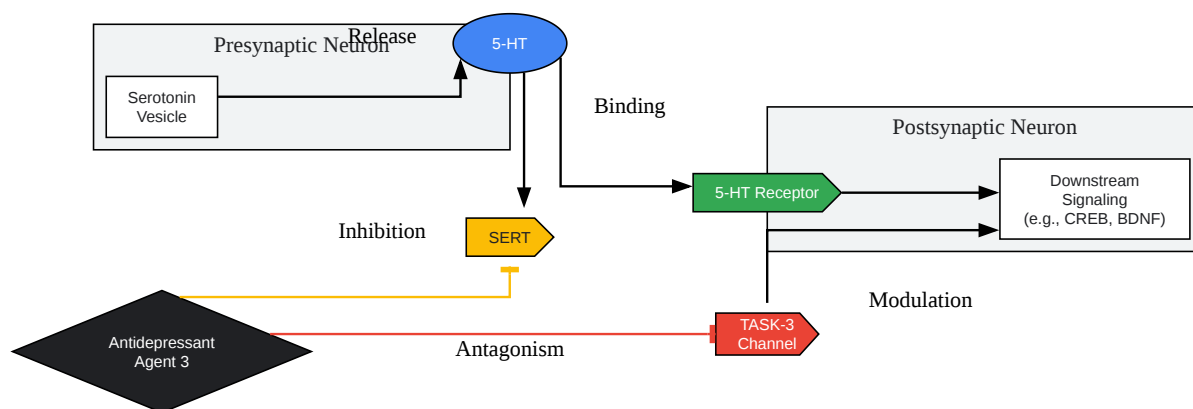 Presynaptic Neuron
Release
5-HT
Serotonin
Vesicle
Binding
Postsynaptic Neuron
5-HT Receptor
Downstream
Signaling
(e.g., CREB, BDNF)
Inhibition
SERT
Modulation
Antidepressant
Agent 3
Antagonism
TASK-3
Channel